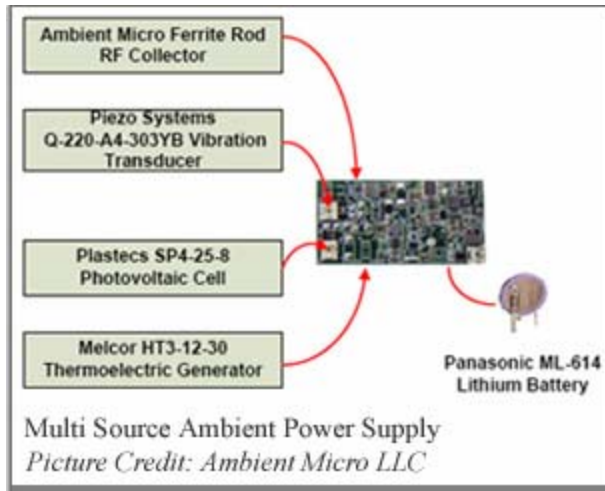 Ambient Micro Ferrite Rod
RF Collector
Piezo Systems
Q-220-A4-303YB Vibration
Transducer
Plastecs SP4-25-8
Photovoltaic Cell
Melcor HT3-12-30
Thermoelectric Generator
Panasonic ML-614
Lithium Battery
Multi Source Ambient Power Supply
Picture Credit: Ambient Micro LLC